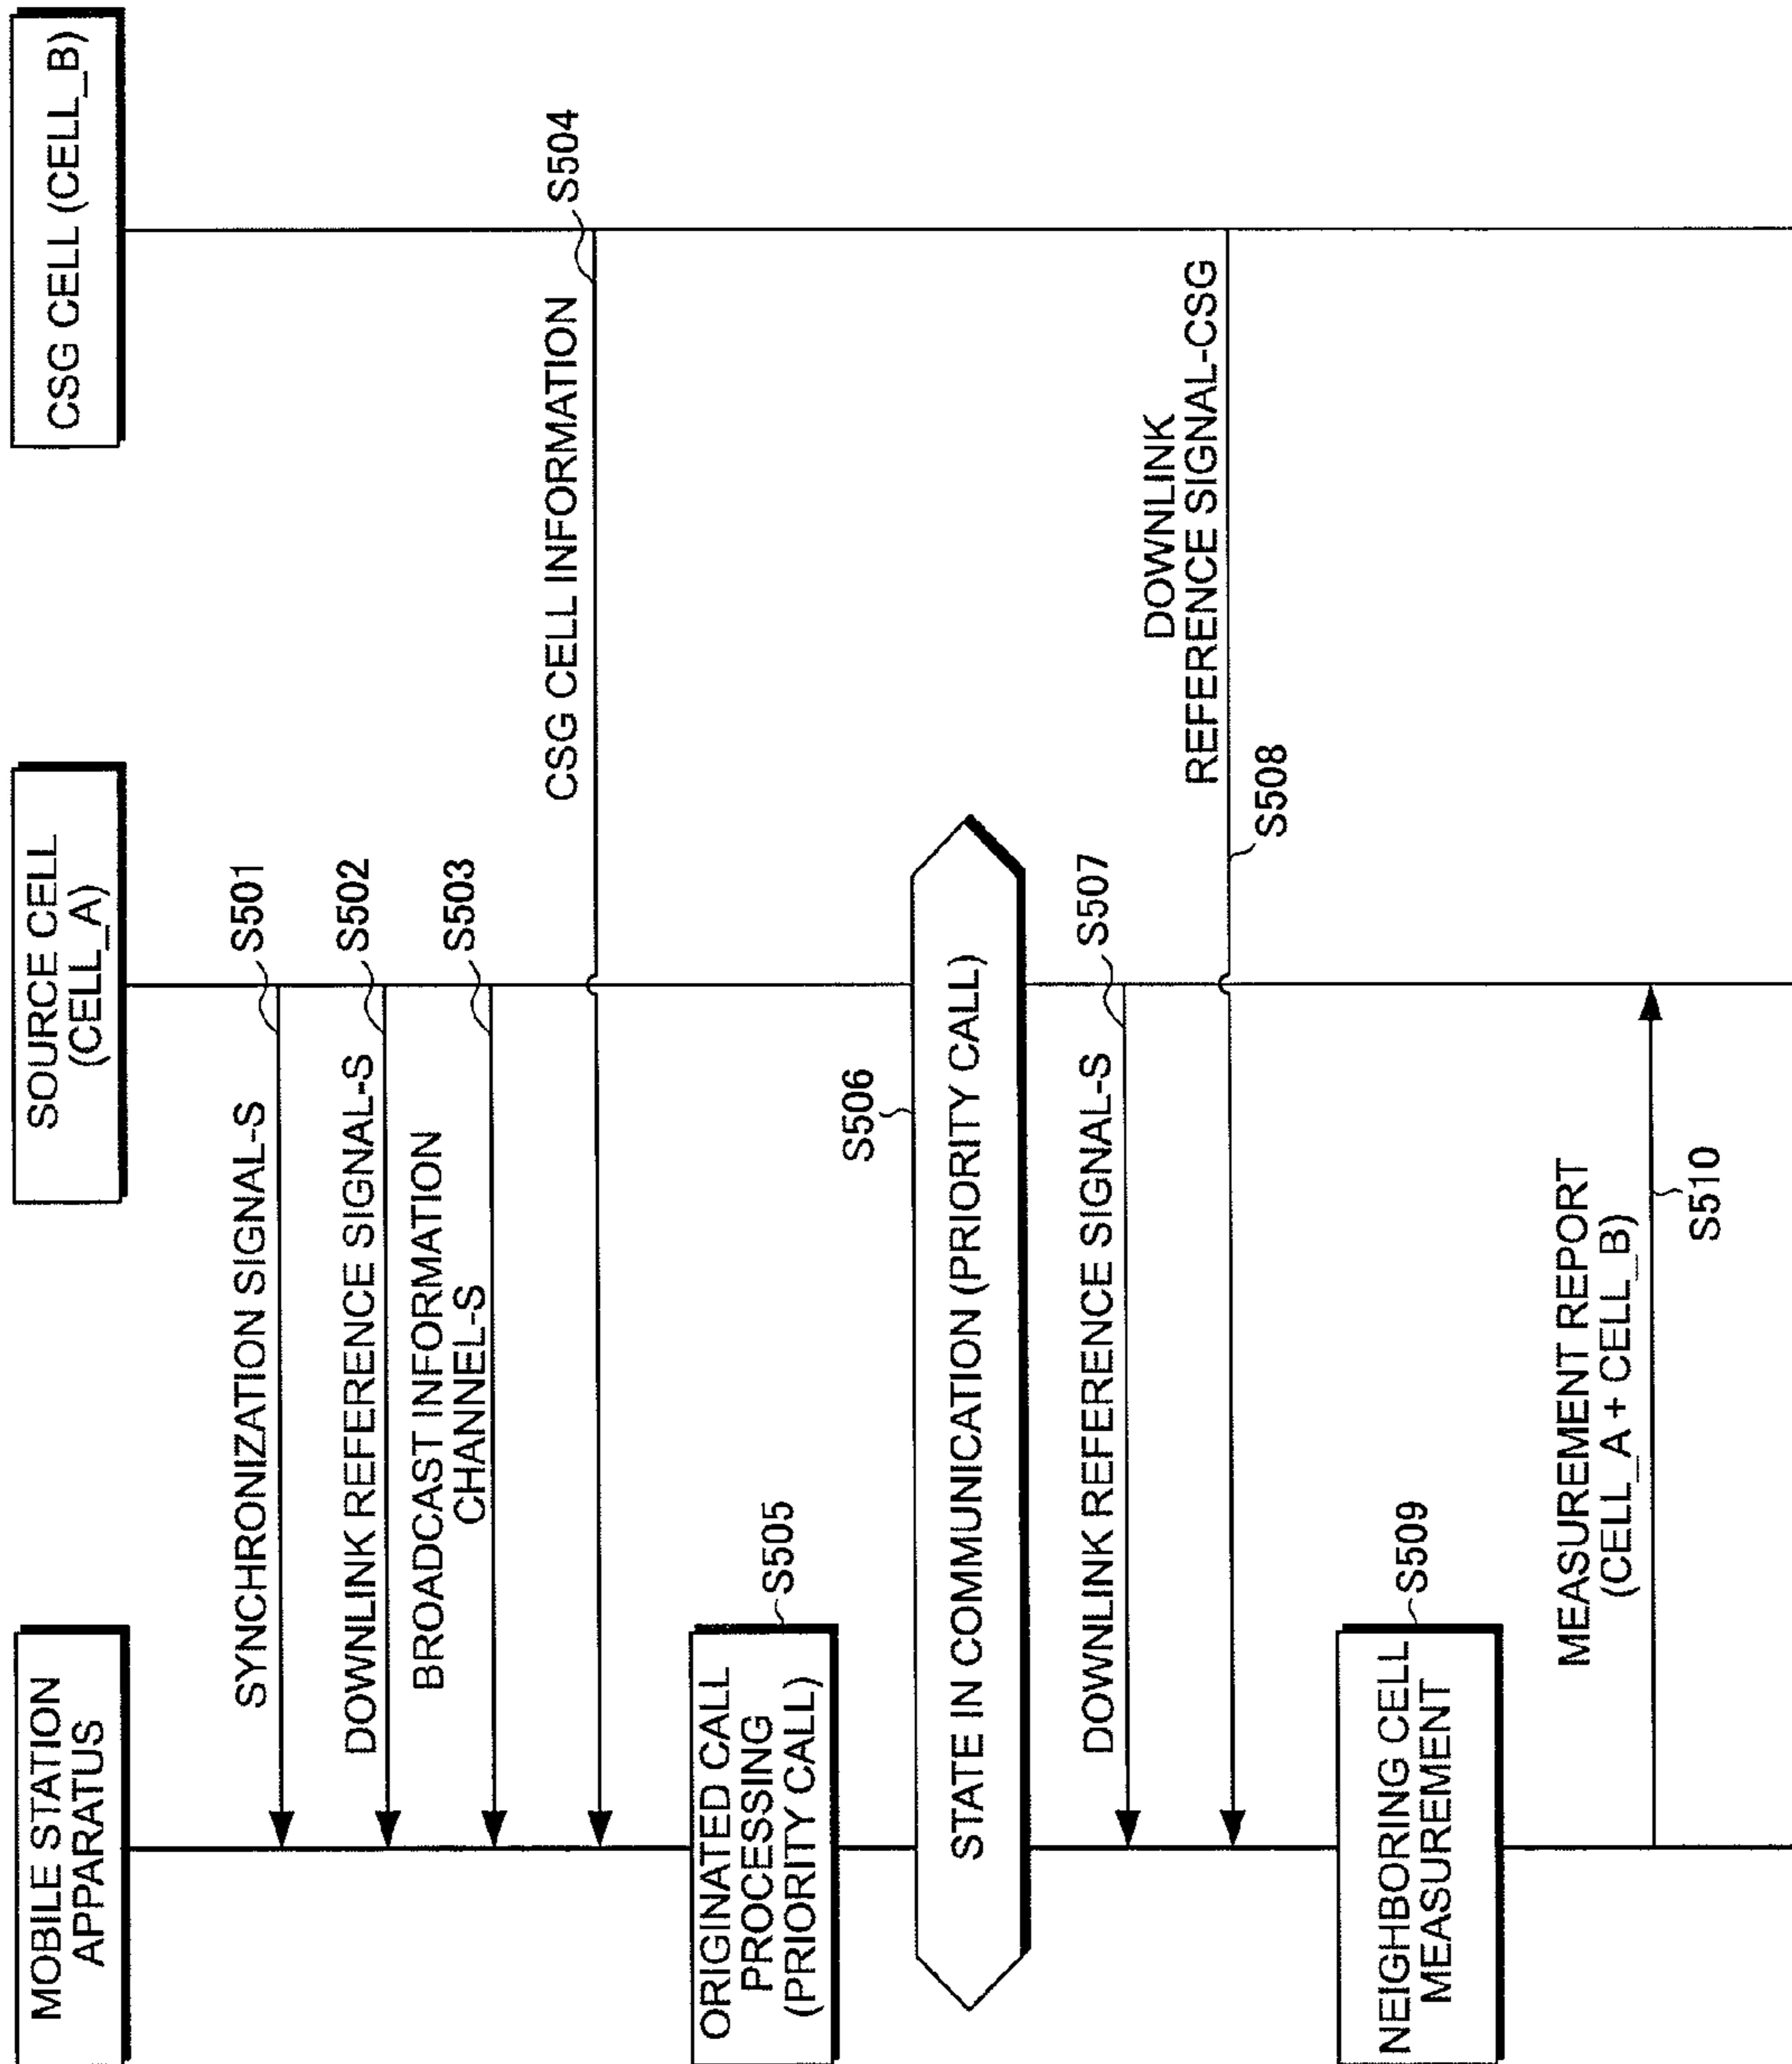 MOBILE STATION
APPARATUS
SOURCE CELL
(CELL_A)
CSG CELL (CELL_B)
SYNCHRONIZATION SIGNAL-S
S501
DOWNLINK REFERENCE SIGNAL-S
S502
BROADCAST INFORMATION
CHANNEL-S
S503
CSG CELL INFORMATION
S504
ORIGINATED CALL
PROCESSING
(PRIORITY CALL)
S505
S506
STATE IN COMMUNICATION (PRIORITY CALL)
DOWNLINK REFERENCE SIGNAL-S
S507
DOWNLINK
REFERENCE SIGNAL-CSG
S508
NEIGHBORING CELL
MEASUREMENT
S509
MEASUREMENT REPORT
(CELL_A + CELL_B)
S510